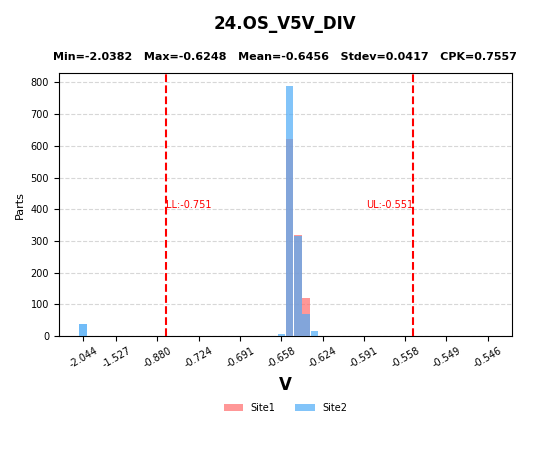 24.OS_V5V_DIV
Min=-2.0382 Max=-0.6248 Mean=-0.6456 Stdev=0.0417 CPK=0.7557
800
700
600
500
400
300
200
100
0
Parts
LL:-0.751
UL:-0.551
-2.044 -1.527 -0.880 -0.724 -0.691 -0.658 -0.624 -0.591 -0.558 -0.549 -0.546
V
Site1 Site2